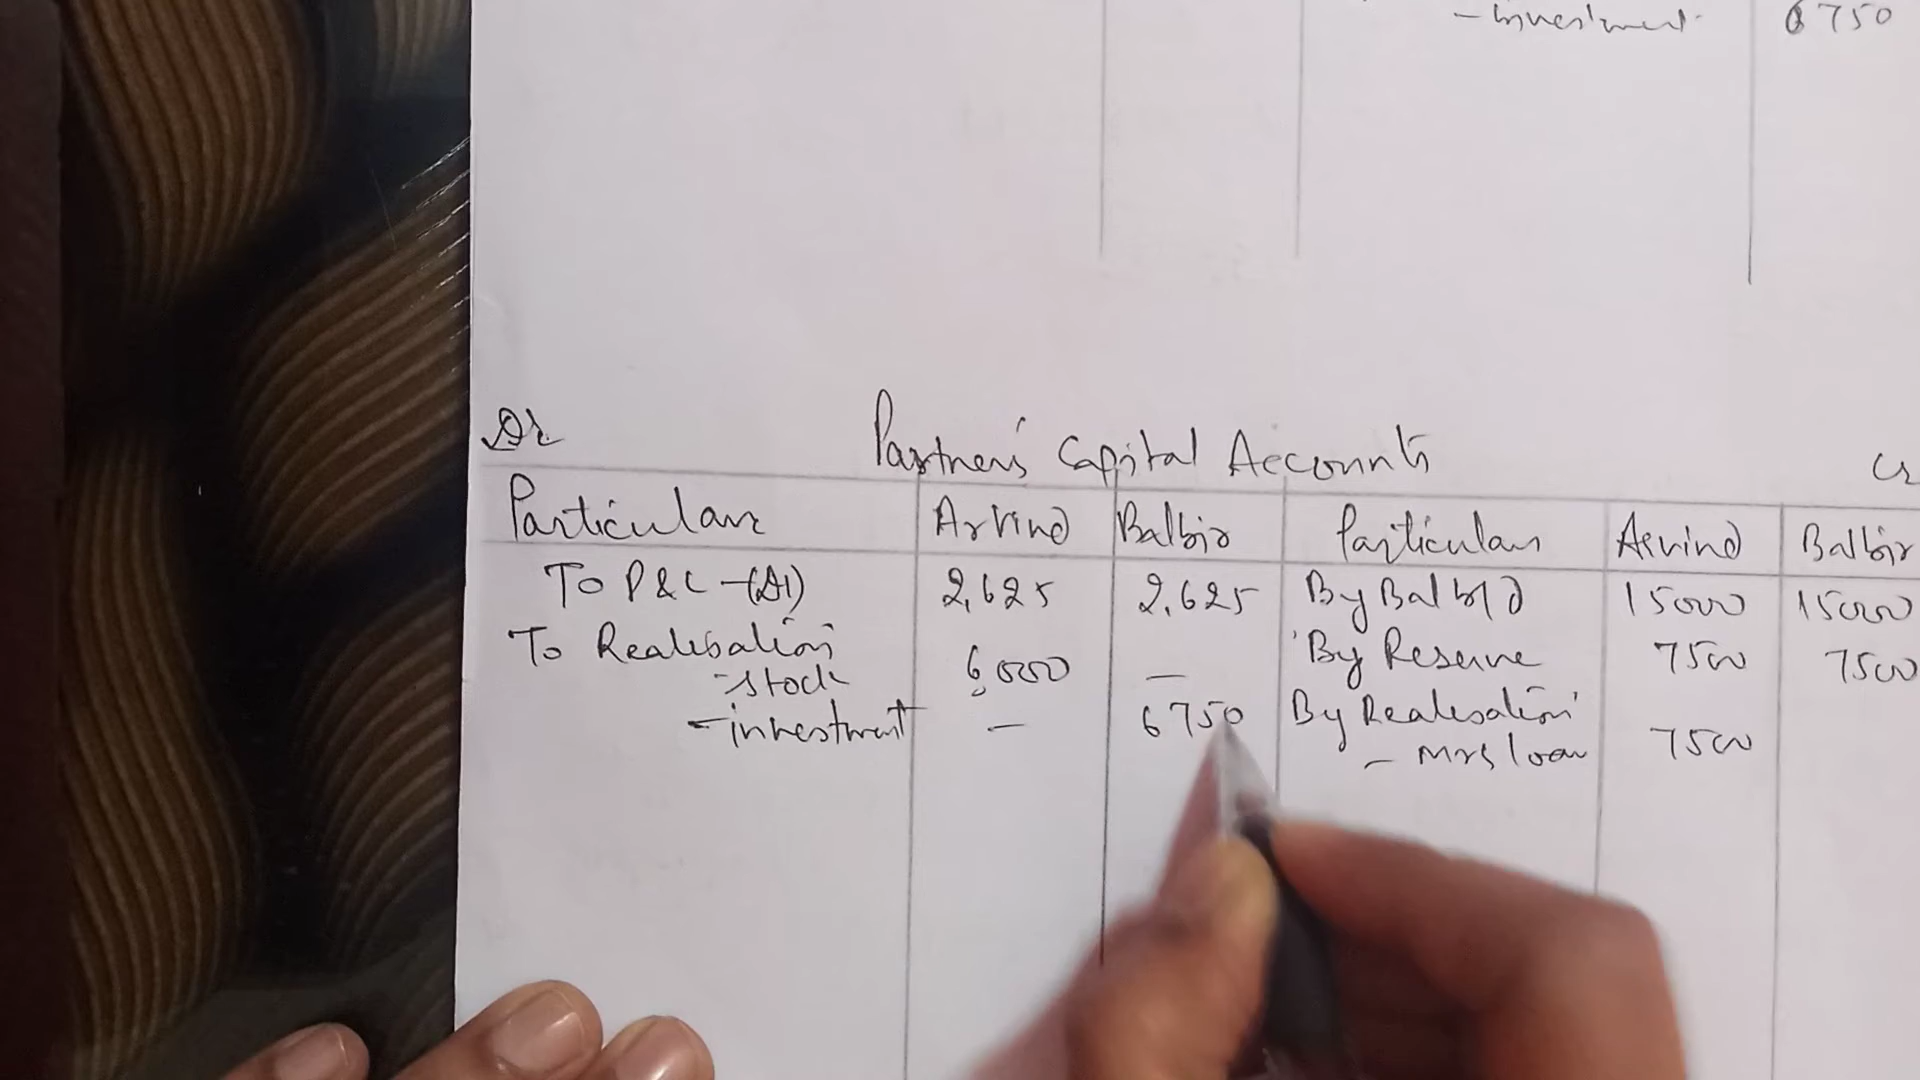 - Investment 6750
Dr Partner's Capital Accounts Cr
Particulars Arvind Balbir Particulars Arvind Balbir
To P&L - (Dr) 2,625 2,625 By Bal b/d 15000 15000
To Realisation By Reserve 7500 7500
- stock 6,000 —
- investment — 6750 By Realisation
- Mrs loan 7500